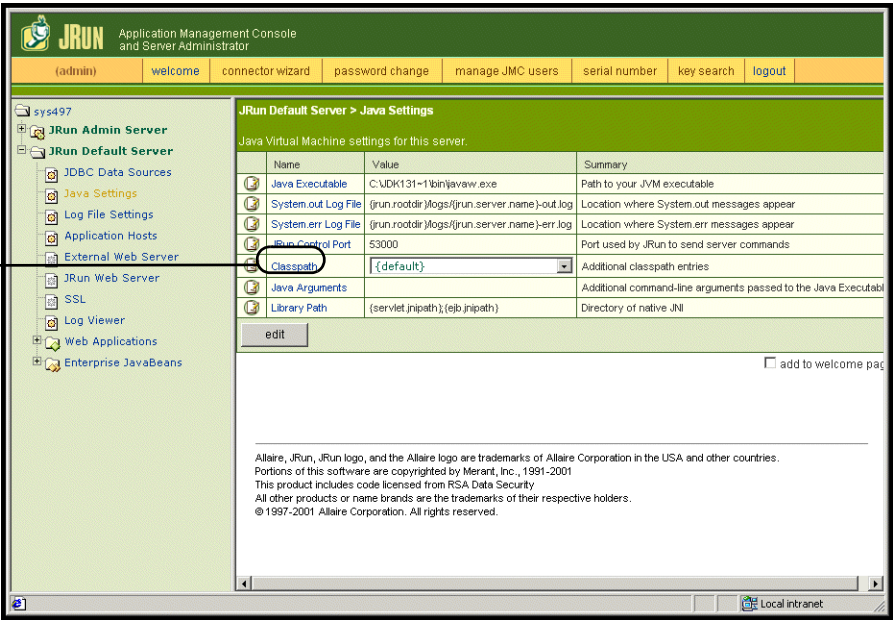 JRUN Application Management Console
and Server Administrator
(admin) welcome connector wizard password change manage JMC users serial number key search logout
sys497
JRun Admin Server
JRun Default Server
JDBC Data Sources
Java Settings
Log File Settings
Application Hosts
External Web Server
JRun Web Server
SSL
Log Viewer
Web Applications
Enterprise JavaBeans
JRun Default Server > Java Settings
Java Virtual Machine settings for this server.
Name Value Summary
Java Executable C:\JDK131~1\bin\javaw.exe Path to your JVM executable
System.out Log File {jrun.rootdir}/logs/{jrun.server.name}-out.log Location where System.out messages appear
System.err Log File {jrun.rootdir}/logs/{jrun.server.name}-err.log Location where System.err messages appear
JRun Control Port 53000 Port used by JRun to send server commands
Classpath {default} Additional classpath entries
Java Arguments Additional command-line arguments passed to the Java Executabl
Library Path {servlet.jnipath};{ejb.jnipath} Directory of native JNI
edit
add to welcome pag
Allaire, JRun, JRun logo, and the Allaire logo are trademarks of Allaire Corporation in the USA and other countries.
Portions of this software are copyrighted by Merant, Inc., 1991-2001
This product includes code licensed from RSA Data Security
All other products or name brands are the trademarks of their respective holders.
© 1997-2001 Allaire Corporation. All rights reserved.
Local intranet